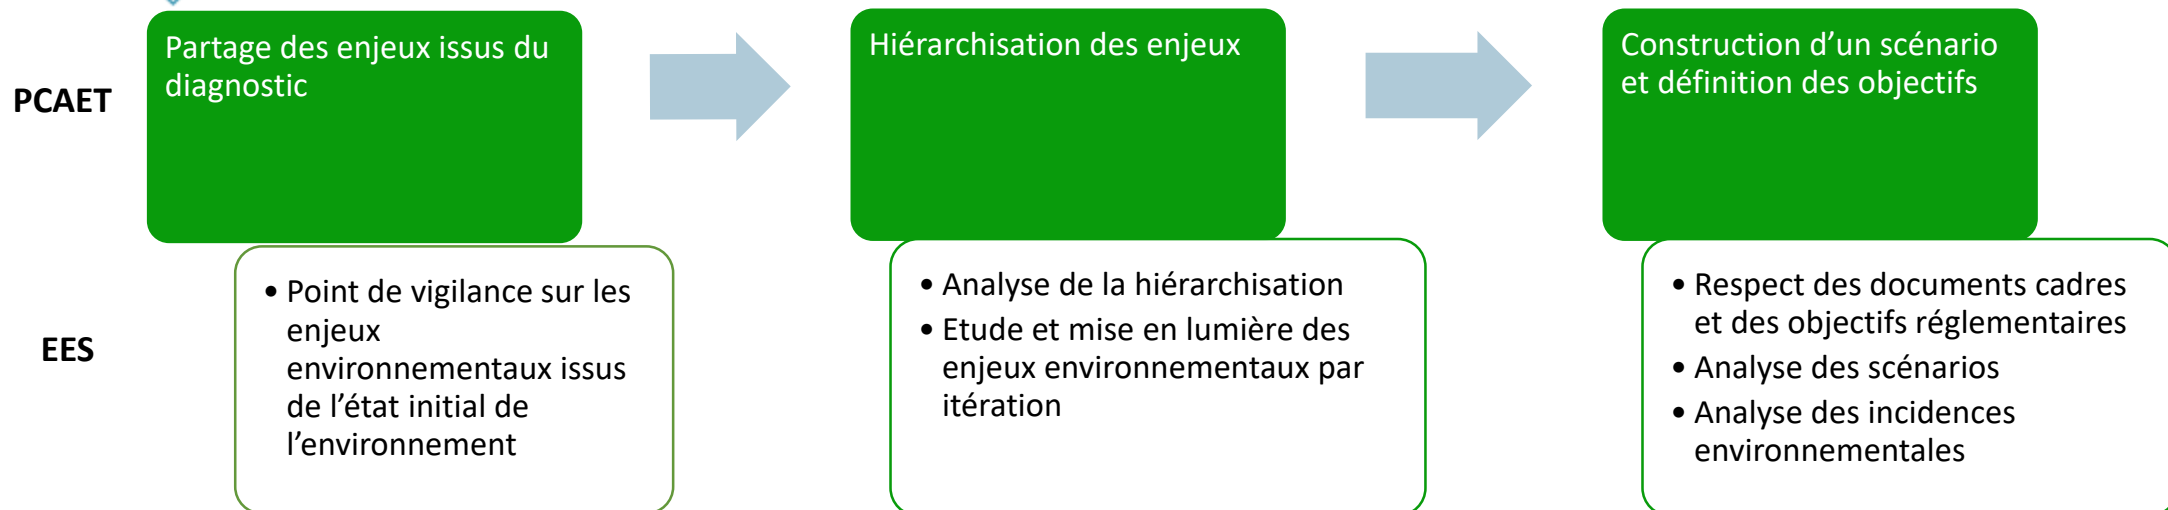 PCAET
Partage des enjeux issus du
diagnostic
Hiérarchisation des enjeux
Construction d’un scénario
et définition des objectifs
EES
• Point de vigilance sur les
enjeux
environnementaux issus
de l’état initial de
l’environnement
• Analyse de la hiérarchisation
• Etude et mise en lumière des
enjeux environnementaux par
itération
• Respect des documents cadres
et des objectifs réglementaires
• Analyse des scénarios
• Analyse des incidences
environnementales